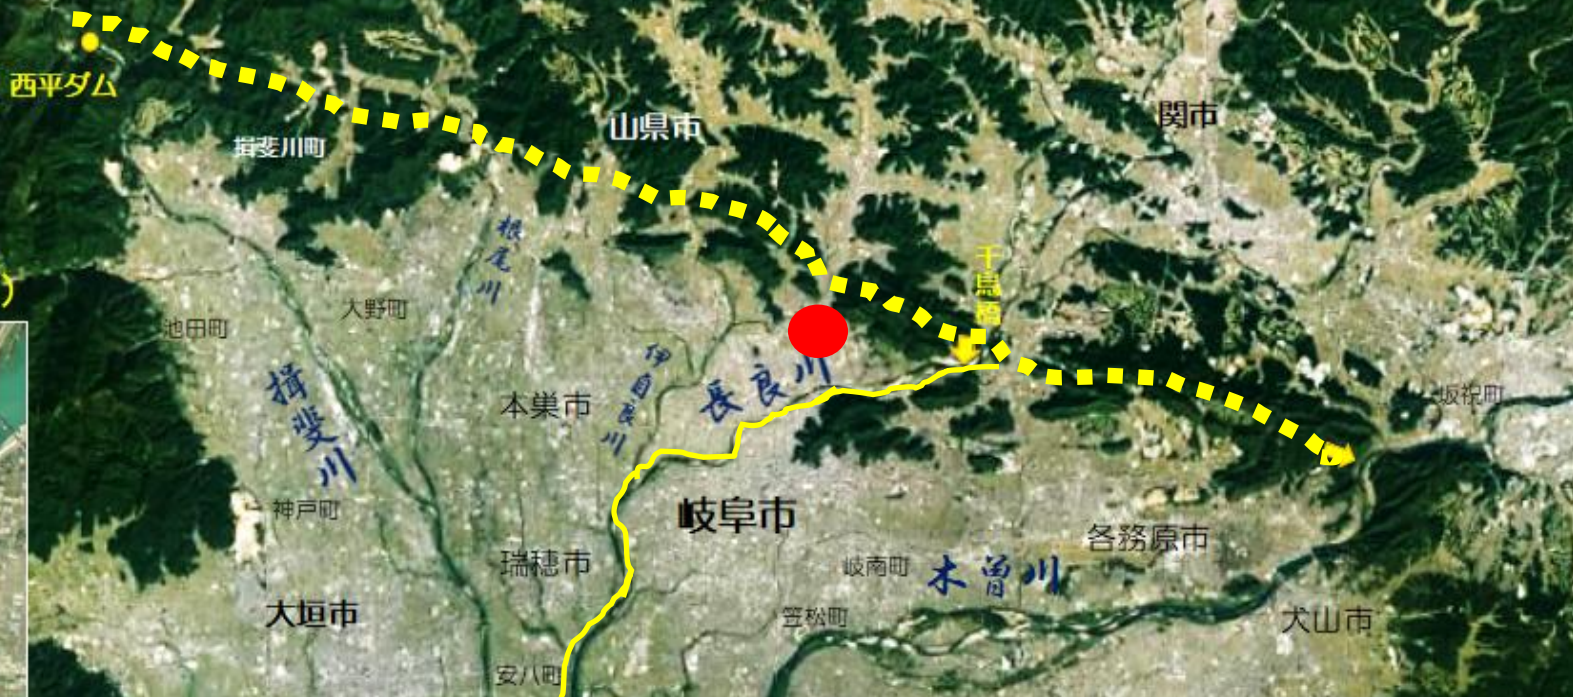 西平ダム
揖斐川町
山県市
関市
根尾川
千鳥橋
)
池田町
大野町
揖斐川
本巣市
伊自良川
長良川
坂祝町
神戸町
岐阜市
瑞穂市
各務原市
岐南町
木曽川
大垣市
笠松町
犬山市
安八町